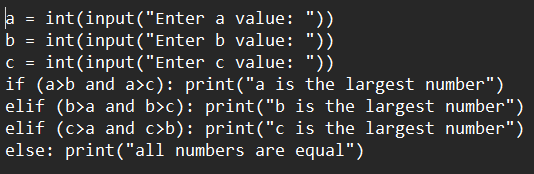 a = int(input("Enter a value: "))
b = int(input("Enter b value: "))
c = int(input("Enter c value: "))
if (a>b and a>c): print("a is the largest number")
elif (b>a and b>c): print("b is the largest number")
elif (c>a and c>b): print("c is the largest number")
else: print("all numbers are equal")